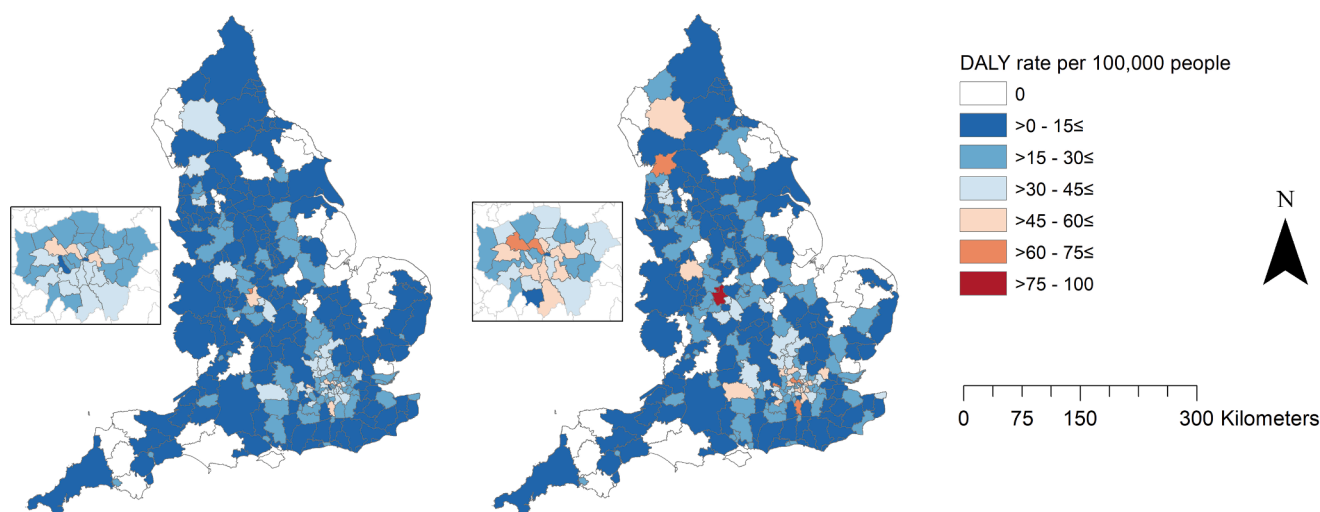 DALY rate per 100,000 people
0
>0 - 15≤
>15 - 30≤
>30 - 45≤
>45 - 60≤
>60 - 75≤
>75 - 100
N
0 75 150 300 Kilometers